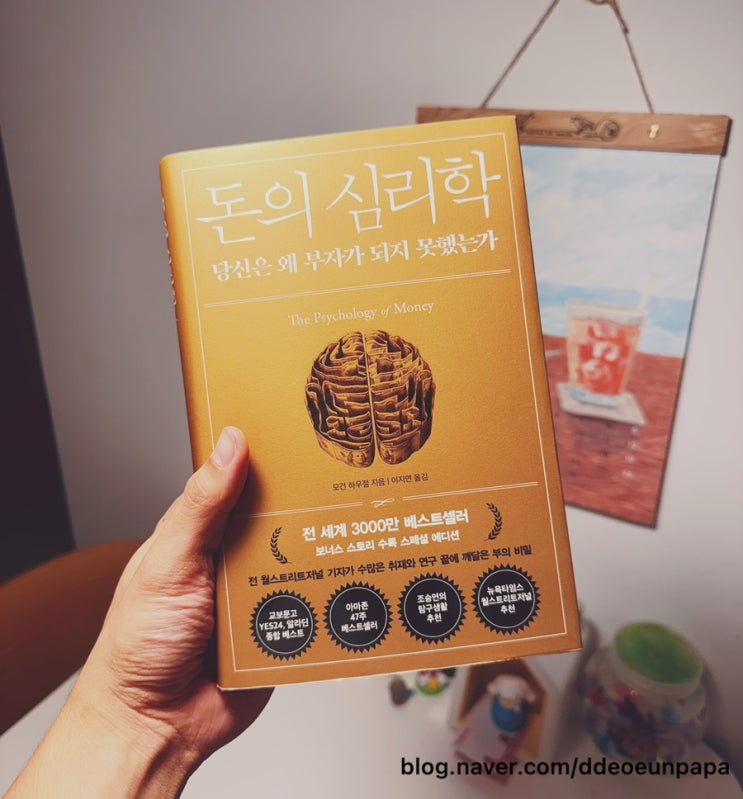 돈의 심리학
당신은 왜 부자가 되지 못했는가
The Psychology of Money
모건 하우절 지음 | 이지연 옮김
전 세계 3000만 베스트셀러
보너스 스토리 수록 스페셜 에디션
전 월스트리트저널 기자가 수많은 취재와 연구 끝에 깨달은 부의 비밀
교보문고
YES24, 알라딘
종합 베스트
아마존
47주
베스트셀러
조승연의
탐구생활
추천
뉴욕타임스
월스트리트저널
추천
blog.naver.com/ddeoeunpapa